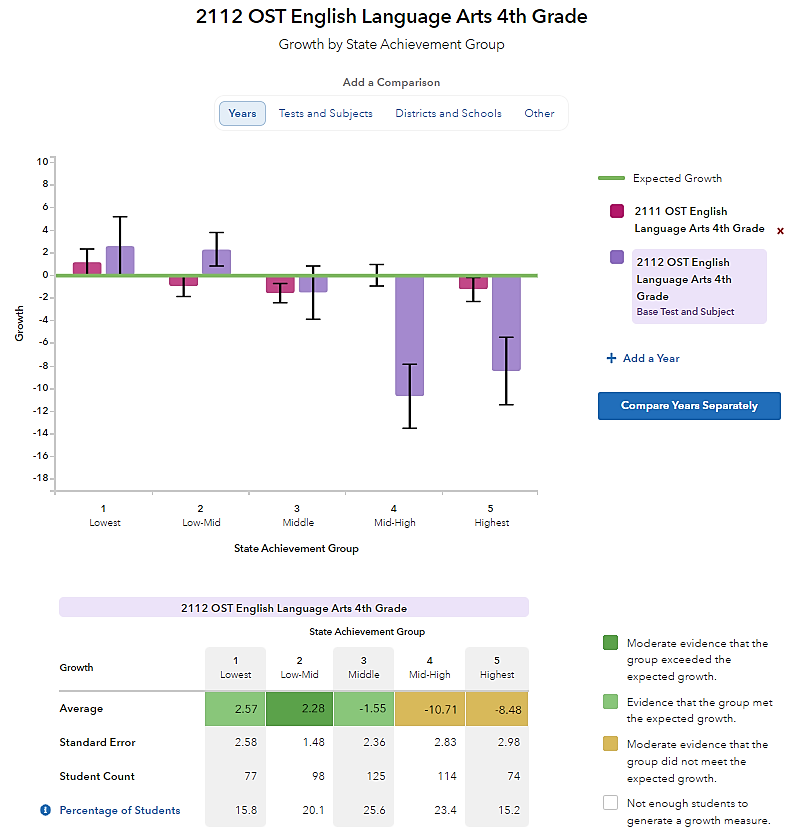 2112 OST English Language Arts 4th Grade
Growth by State Achievement Group
Add a Comparison
Years Tests and Subjects Districts and Schools Other
10
8
6
4
2
0
-2
-4
-6
-8
-10
-12
-14
-16
-18
Growth
1 2 3 4 5
Lowest Low-Mid Middle Mid-High Highest
State Achievement Group
Expected Growth
2111 OST English
Language Arts 4th Grade x
2112 OST English
Language Arts 4th
Grade
Base Test and Subject
+ Add a Year
Compare Years Separately
2112 OST English Language Arts 4th Grade
State Achievement Group
Growth
1 2 3 4 5
Lowest Low-Mid Middle Mid-High Highest
Average 2.57 2.28 -1.55 -10.71 -8.48
Standard Error 2.58 1.48 2.36 2.83 2.98
Student Count 77 98 125 114 74
i Percentage of Students 15.8 20.1 25.6 23.4 15.2
Moderate evidence that the
group exceeded the
expected growth.
Evidence that the group met
the expected growth.
Moderate evidence that the
group did not meet the
expected growth.
Not enough students to
generate a growth measure.